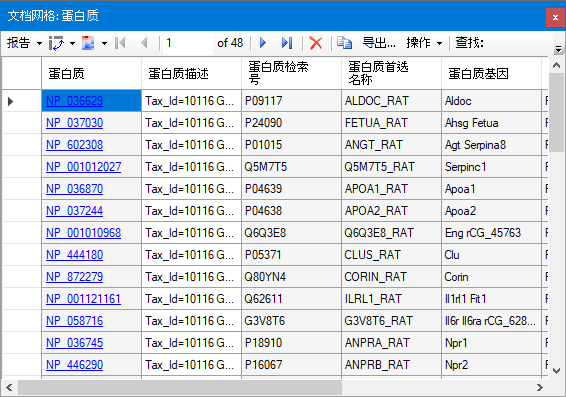 文档网格: 蛋白质
报告 1 of 48 导出... 操作 查找:
蛋白质 蛋白质描述 蛋白质检索号 蛋白质首选名称 蛋白质基因
NP_036629 Tax_Id=10116 G... P09117 ALDOC_RAT Aldoc
NP_037030 Tax_Id=10116 G... P24090 FETUA_RAT Ahsg Fetua
NP_602308 Tax_Id=10116 G... P01015 ANGT_RAT Agt Serpina8
NP_001012027 Tax_Id=10116 G... Q5M7T5 Q5M7T5_RAT Serpinc1
NP_036870 Tax_Id=10116 G... P04639 APOA1_RAT Apoa1
NP_037244 Tax_Id=10116 G... P04638 APOA2_RAT Apoa2
NP_001010968 Tax_Id=10116 G... Q6Q3E8 Q6Q3E8_RAT Eng rCG_45763
NP_444180 Tax_Id=10116 G... P05371 CLUS_RAT Clu
NP_872279 Tax_Id=10116 G... Q80YN4 CORIN_RAT Corin
NP_001121161 Tax_Id=10116 G... Q62611 ILRL1_RAT Il1rl1 Fit1
NP_058716 Tax_Id=10116 G... G3V8T6 G3V8T6_RAT Il6r Il6ra rCG_628...
NP_036745 Tax_Id=10116 G... P18910 ANPRA_RAT Npr1
NP_446290 Tax_Id=10116 G... P16067 ANPRB_RAT Npr2